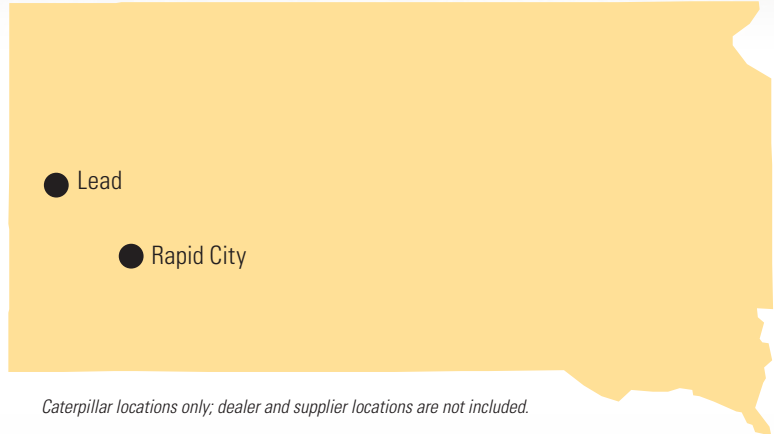 Lead
Rapid City
Caterpillar locations only; dealer and supplier locations are not included.